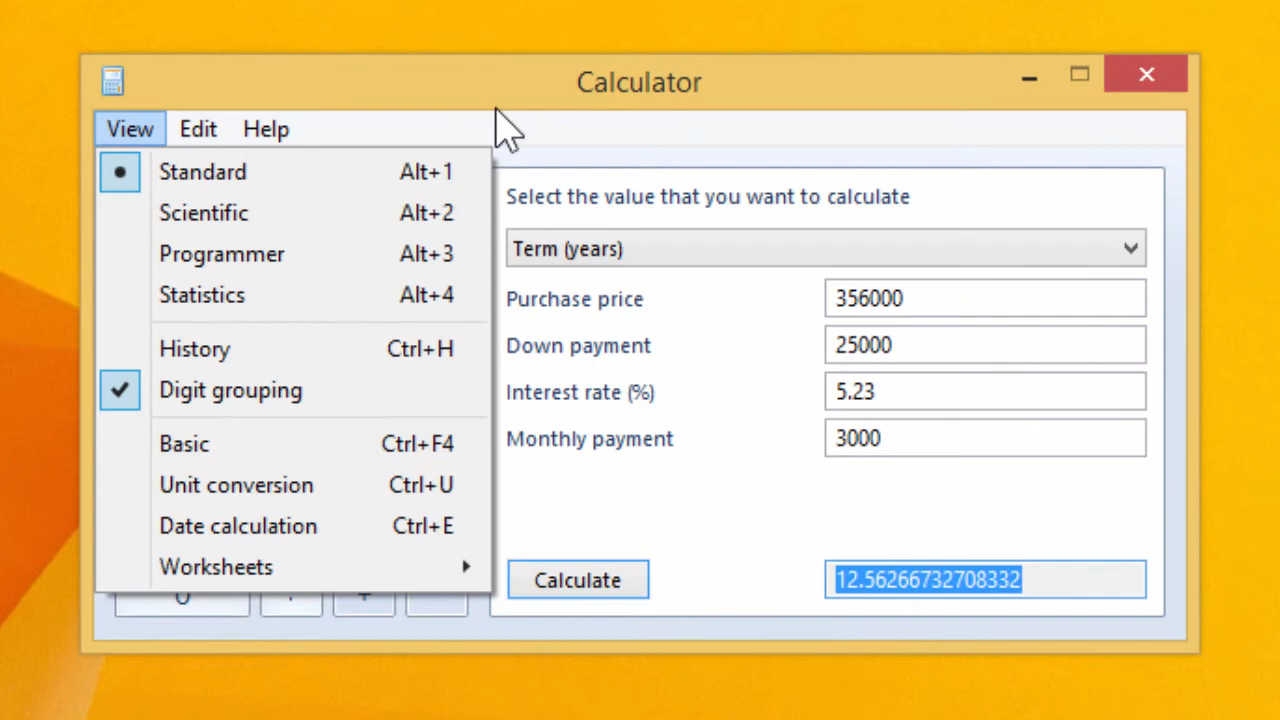 Calculator
View Edit Help
Standard Alt+1
Scientific Alt+2
Programmer Alt+3
Statistics Alt+4
History Ctrl+H
Digit grouping
Basic Ctrl+F4
Unit conversion Ctrl+U
Date calculation Ctrl+E
Worksheets
Select the value that you want to calculate
Term (years)
Purchase price 356000
Down payment 25000
Interest rate (%) 5.23
Monthly payment 3000
Calculate 12.56266732708332